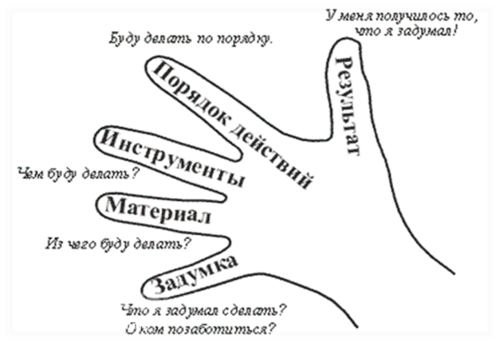 У меня получилось то,
что я задумал!
Буду делать по порядку.
Результат
Порядок действий
Инструменты
Чем буду делать?
Материал
Из чего буду делать?
Задумка
Что я задумал сделать?
О ком позаботиться?